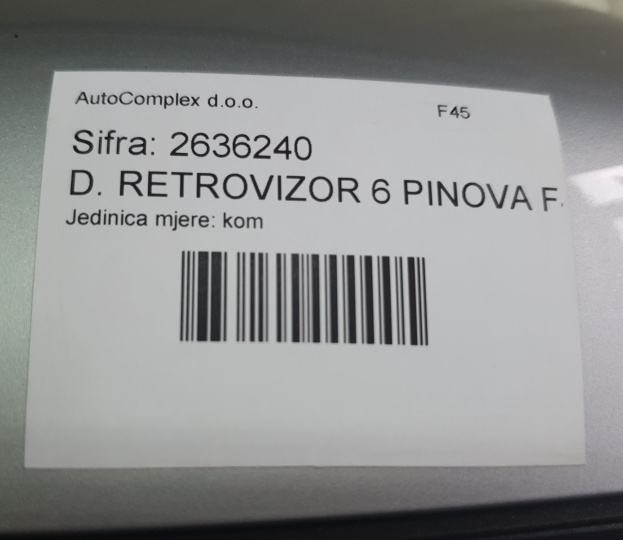 AutoComplex d.o.o. F45
Sifra: 2636240
D. RETROVIZOR 6 PINOVA F
Jedinica mjere: kom